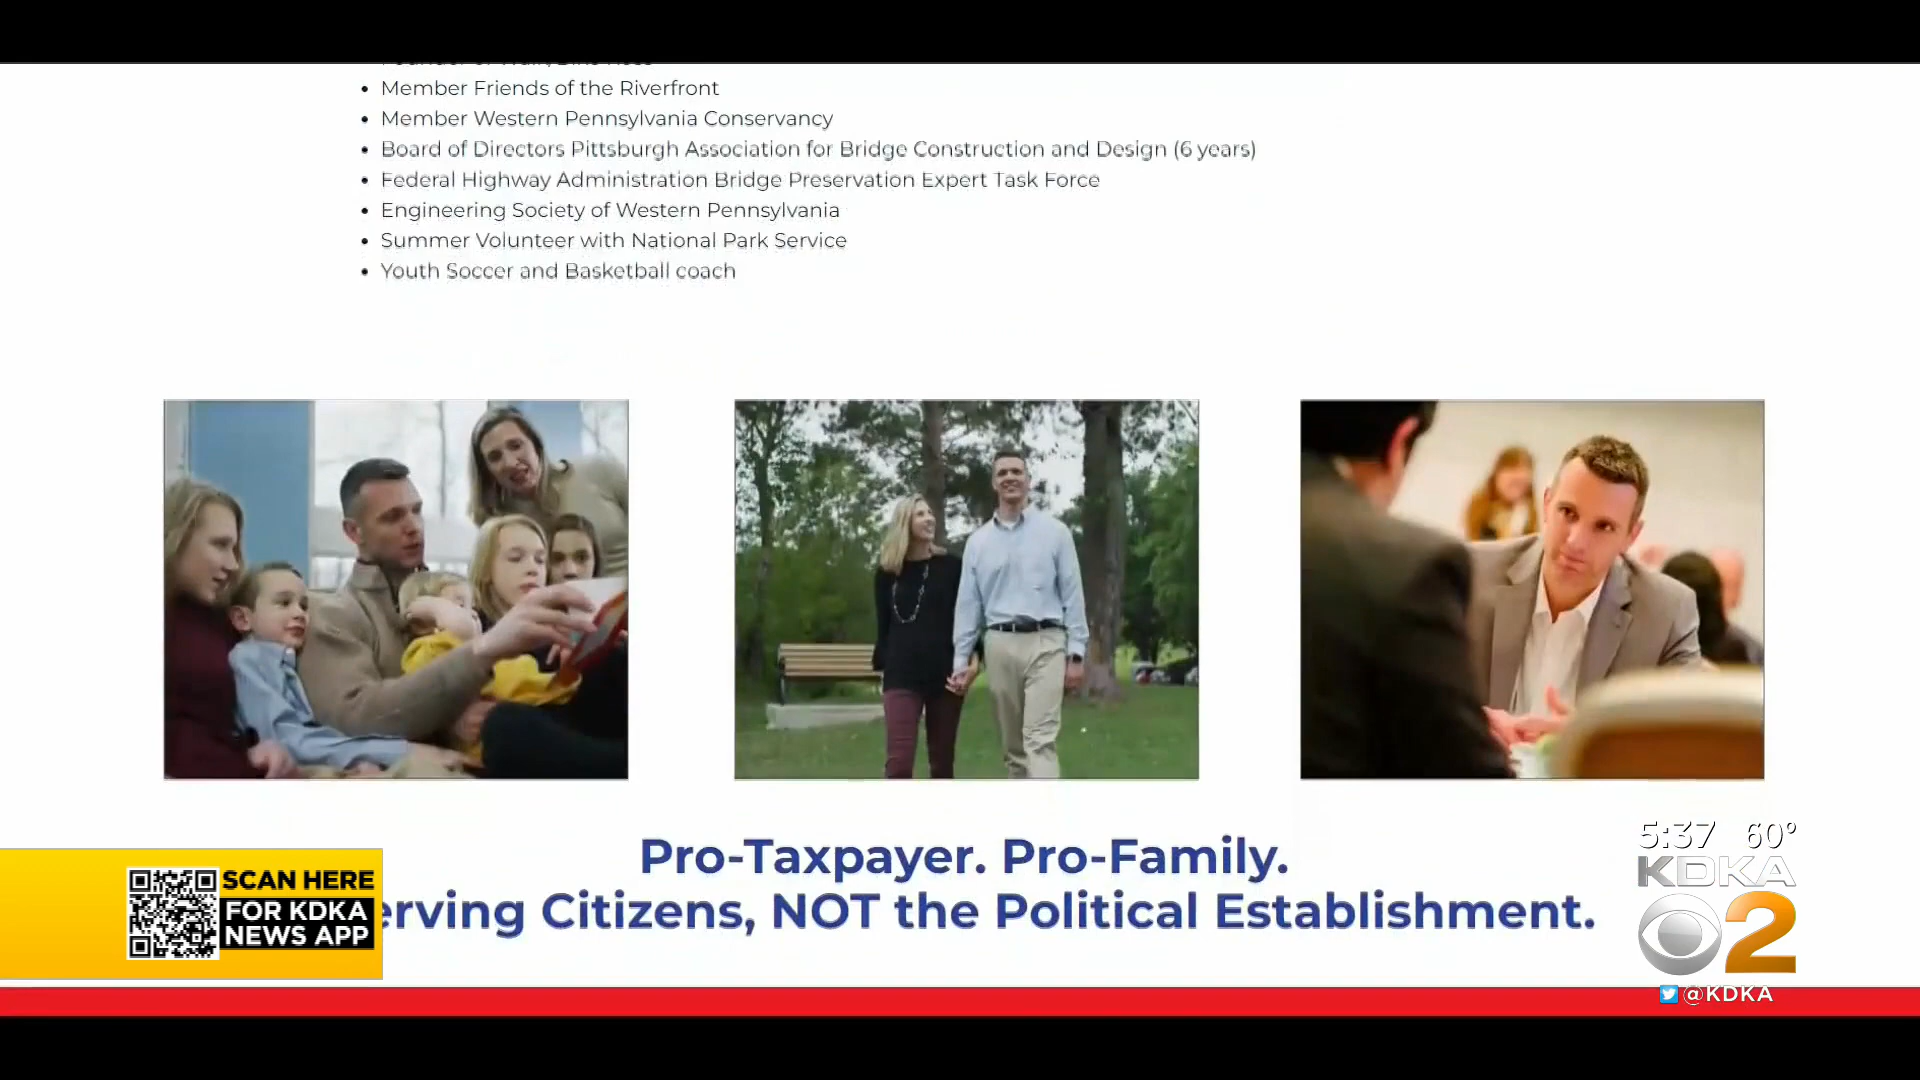 Member Friends of the Riverfront
Member Western Pennsylvania Conservancy
Board of Directors Pittsburgh Association for Bridge Construction and Design (6 years)
Federal Highway Administration Bridge Preservation Expert Task Force
Engineering Society of Western Pennsylvania
Summer Volunteer with National Park Service
Youth Soccer and Basketball coach
Pro-Taxpayer. Pro-Family.
erving Citizens, NOT the Political Establishment.
SCAN HERE
FOR KDKA
NEWS APP
5:37 60°
KDKA
2
@KDKA